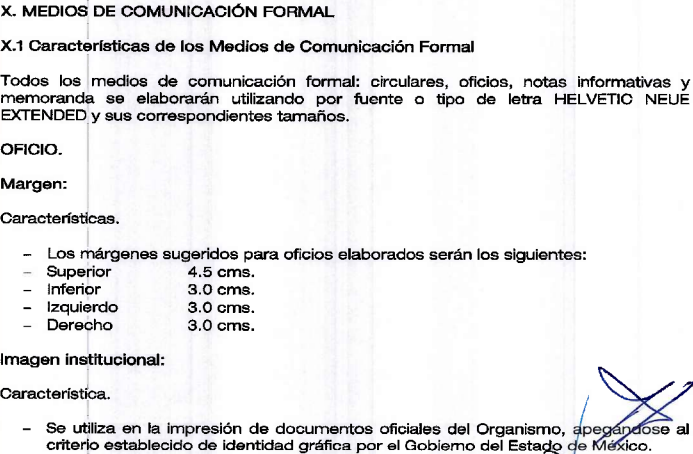 X. MEDIOS DE COMUNICACIÓN FORMAL
X.1 Características de los Medios de Comunicación Formal
Todos los medios de comunicación formal: circulares, oficios, notas informativas y
memoranda se elaborarán utilizando por fuente o tipo de letra HELVETIC NEUE
EXTENDED y sus correspondientes tamaños.
OFICIO.
Margen:
Características.
– Los márgenes sugeridos para oficios elaborados serán los siguientes:
– Superior 4.5 cms.
– Inferior 3.0 cms.
– Izquierdo 3.0 cms.
– Derecho 3.0 cms.
Imagen institucional:
Característica.
– Se utiliza en la impresión de documentos oficiales del Organismo, apegándose al
criterio establecido de identidad gráfica por el Gobierno del Estado de México.